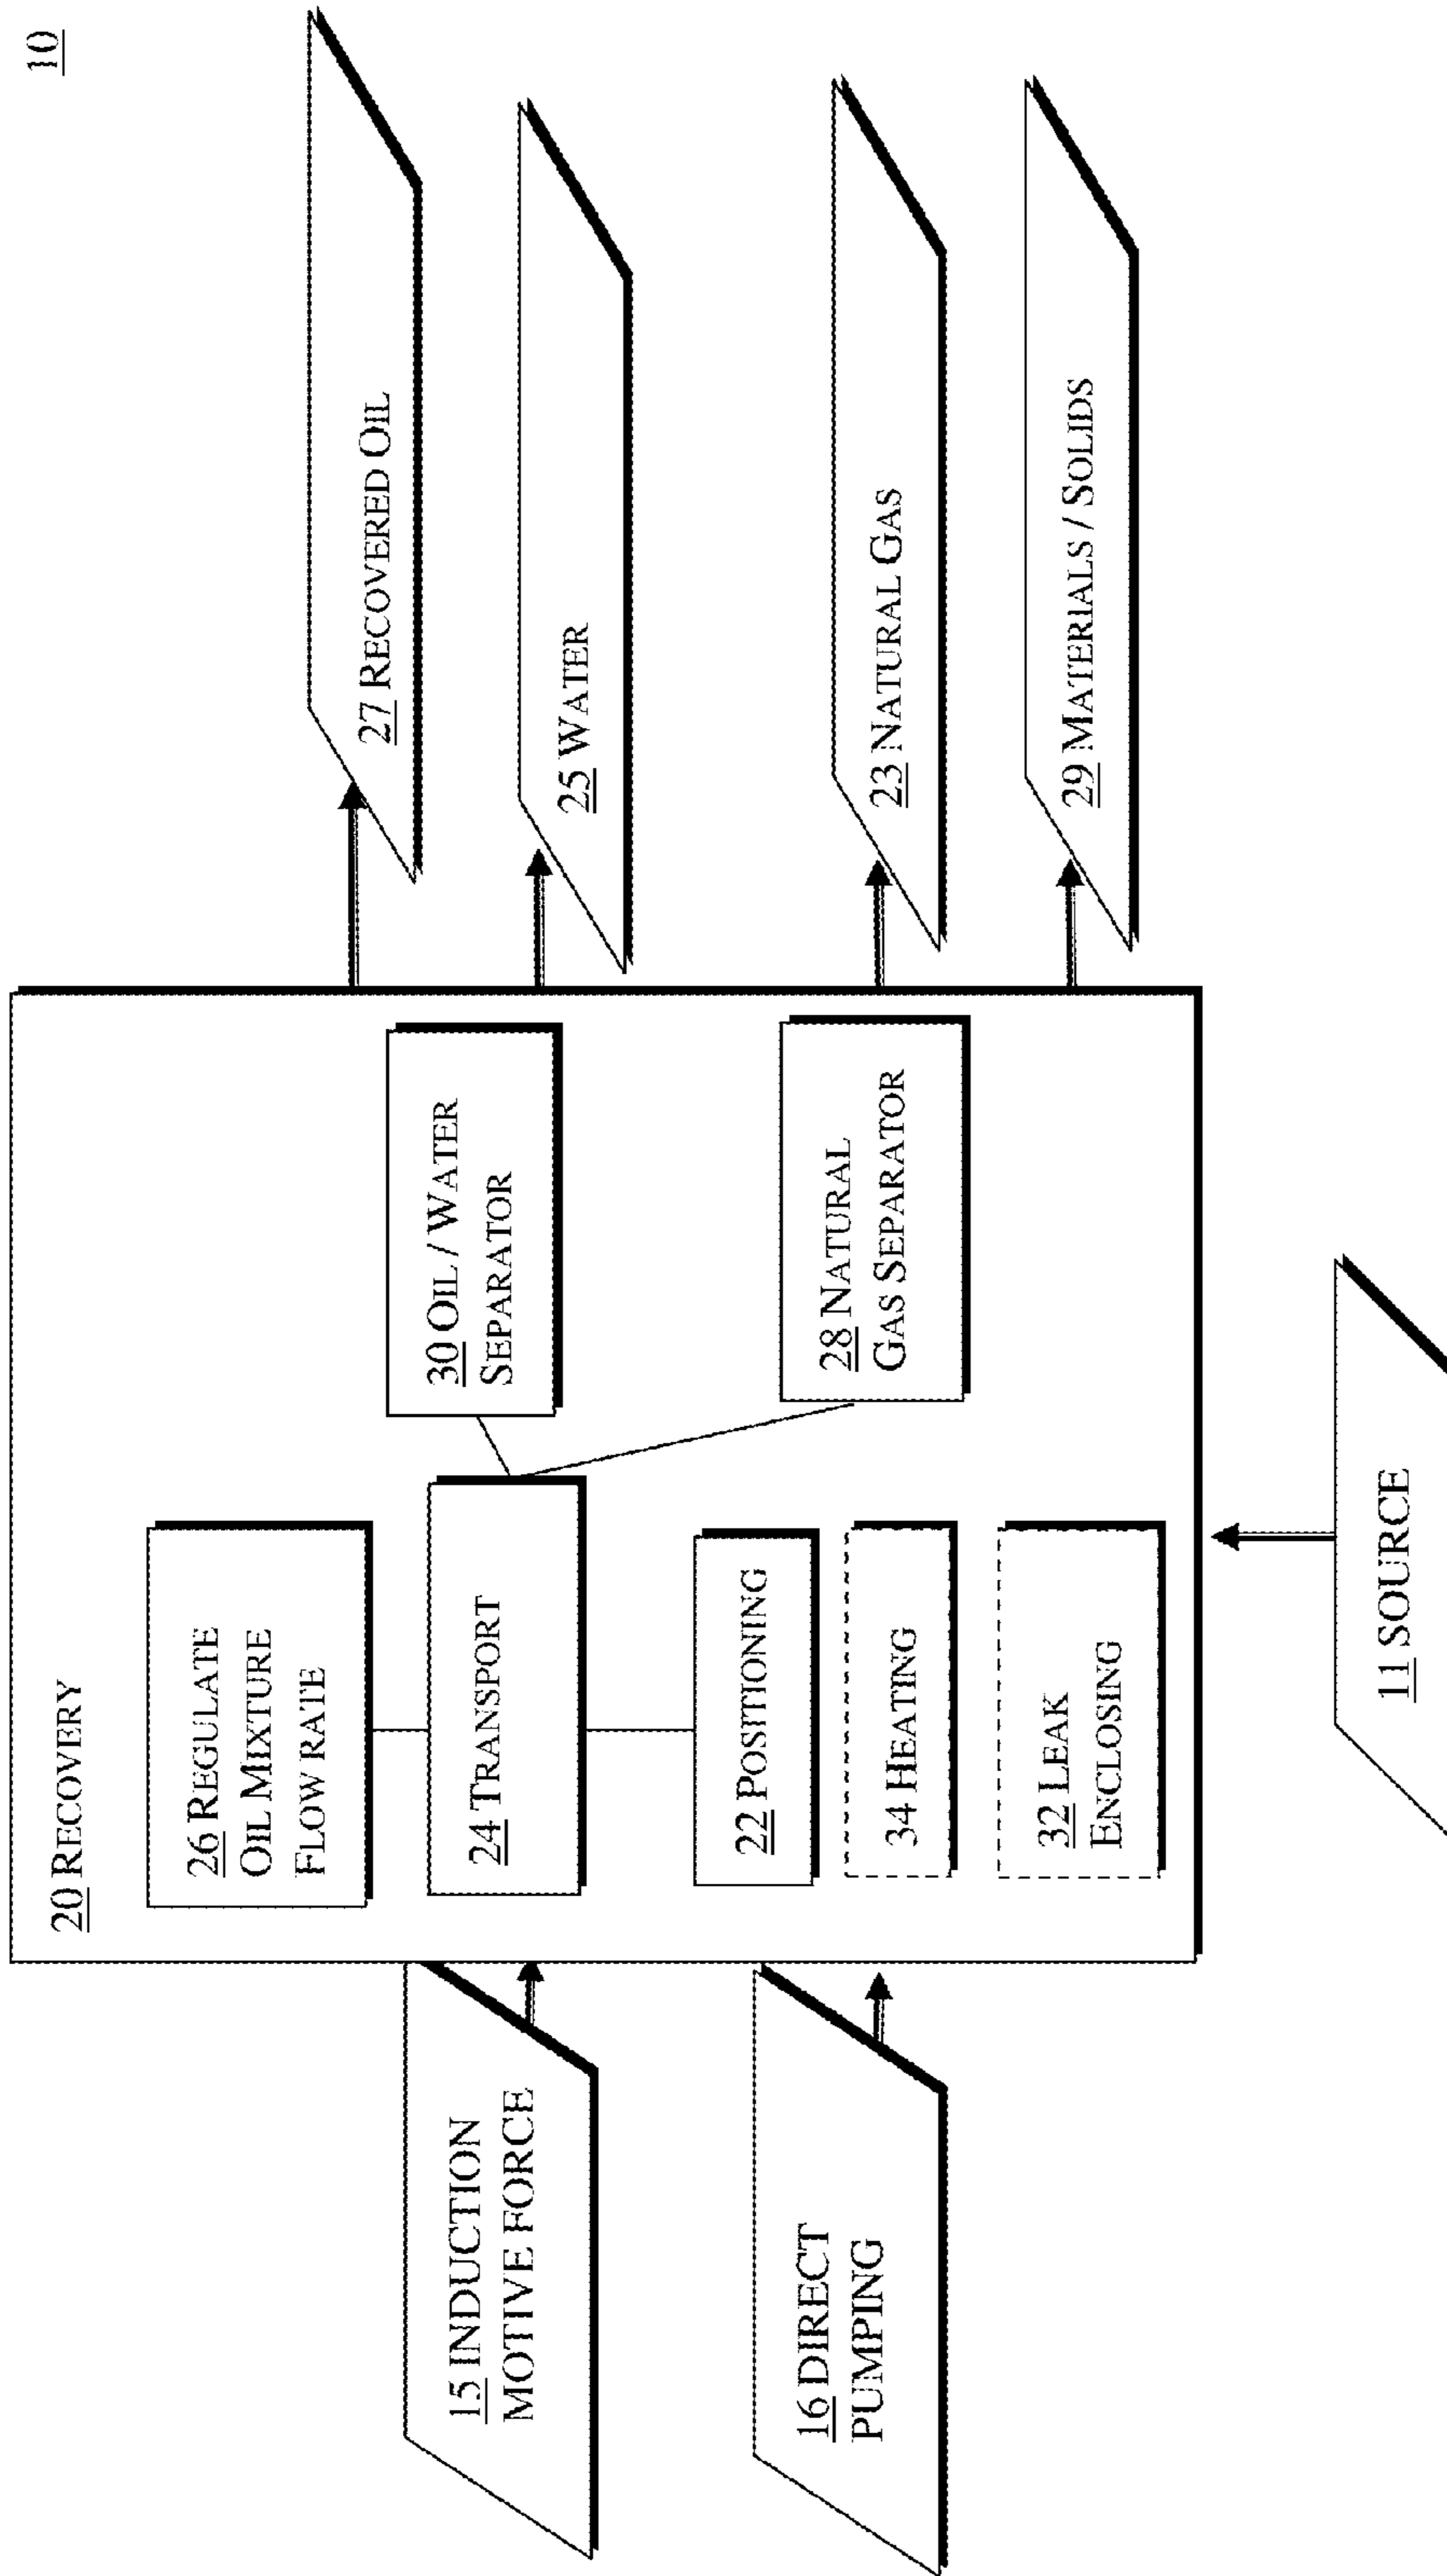 10
20 RECOVERY
26 REGULATE
OIL MIXTURE
FLOW RATE
24 TRANSPORT
22 POSITIONING
34 HEATING
32 LEAK
ENCLOSING
30 OIL / WATER
SEPARATOR
28 NATURAL
GAS SEPARATOR
15 INDUCTION
MOTIVE FORCE
16 DIRECT
PUMPING
11 SOURCE
27 RECOVERED OIL
25 WATER
23 NATURAL GAS
29 MATERIALS / SOLIDS